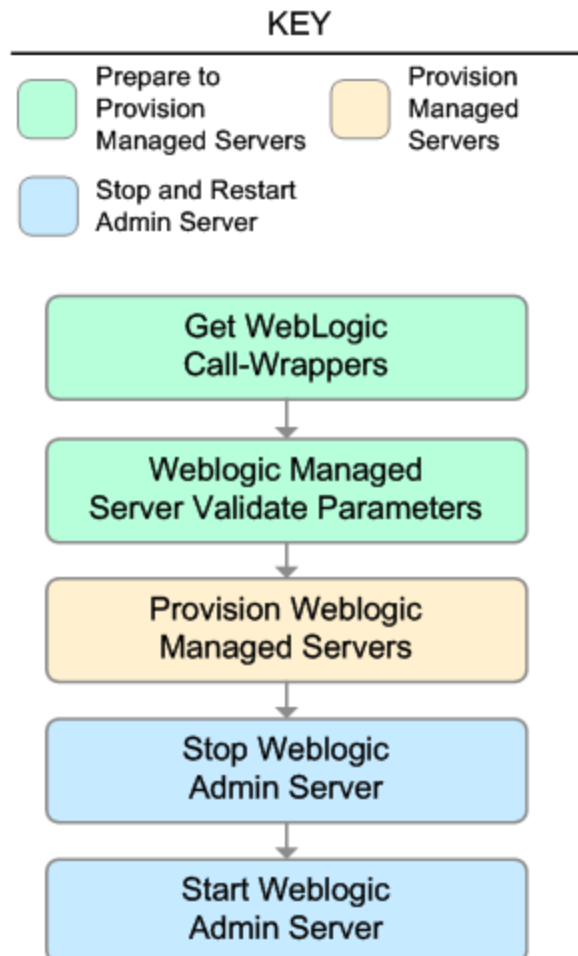 KEY
Prepare to
Provision
Managed Servers
Provision
Managed
Servers
Stop and Restart
Admin Server
Get WebLogic
Call-Wrappers
Weblogic Managed
Server Validate Parameters
Provision Weblogic
Managed Servers
Stop Weblogic
Admin Server
Start Weblogic
Admin Server